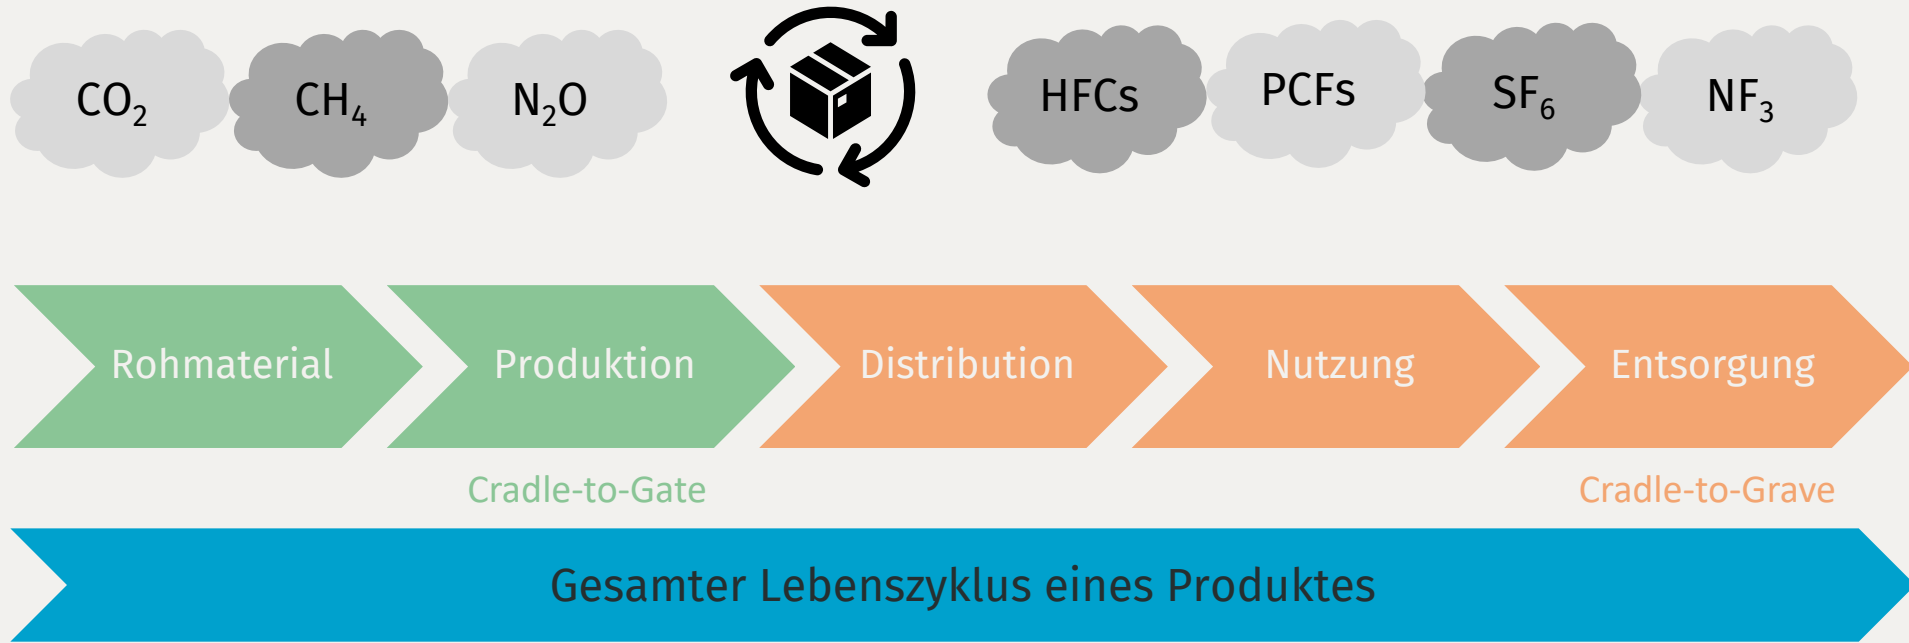 CO₂
CH₄
N₂O
HFCs
PCFs
SF₆
NF₃
Rohmaterial
Produktion
Distribution
Nutzung
Entsorgung
Cradle-to-Gate
Cradle-to-Grave
Gesamter Lebenszyklus eines Produktes